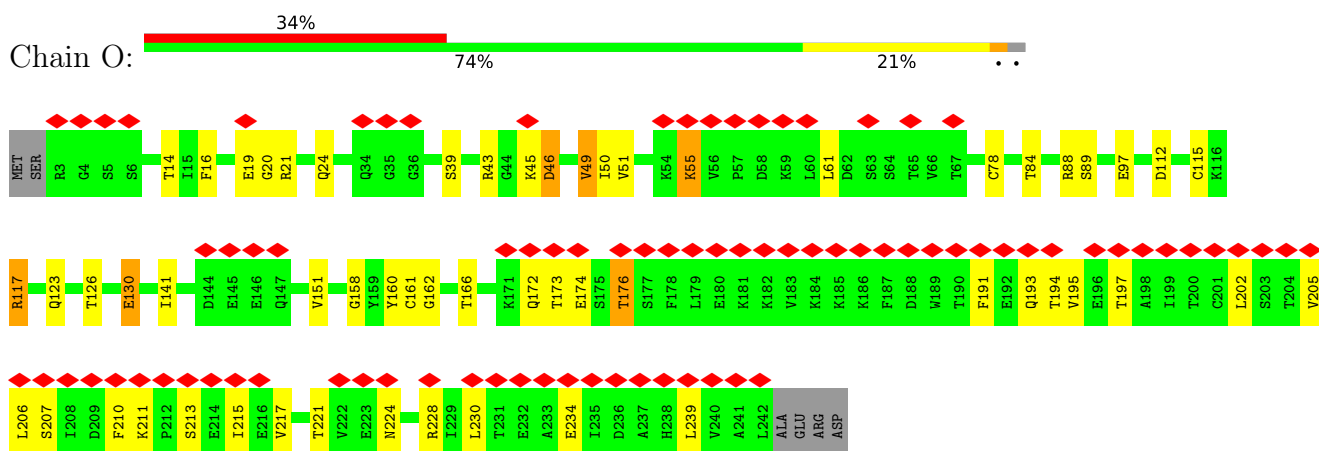 34%
Chain O:
74% 21% • •
MET SER R3 G4 S5 S6 T14 I15 F16 E19 G20 R21 Q24 Q34 G35 G36 S39 R43 G44 K45 D46 V49 I50 V51 K54 K55 V56 P57 D58 K59 L60 L61 D62 S63 S64 T65 V66 T67 C78 T84 R88 S89 E97 D112 C115 K116
R117 Q123 T126 E130 I141 D144 E145 E146 Q147 V151 G158 Y159 Y160 C161 G162 T166 K171 Q172 T173 E174 S175 T176 S177 F178 L179 E180 K181 K182 V183 K184 K185 K186 F187 D188 W189 T190 F191 E192 Q193 T194 V195 E196 T197 A198 I199 T200 C201 L202 S203 T204 V205
L206 S207 I208 D209 F210 K211 P212 S213 E214 I215 E216 V217 T221 V222 E223 N224 R228 I229 L230 T231 E232 A233 E234 I235 D236 A237 H238 L239 V240 A241 L242 ALA GLU ARG ASP